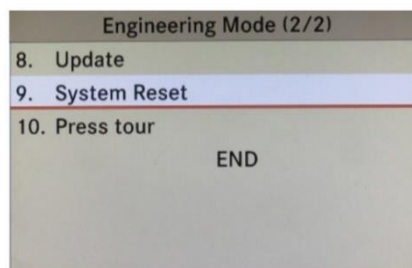 Engineering Mode (2/2)
8. Update
9. System Reset
10. Press tour
END